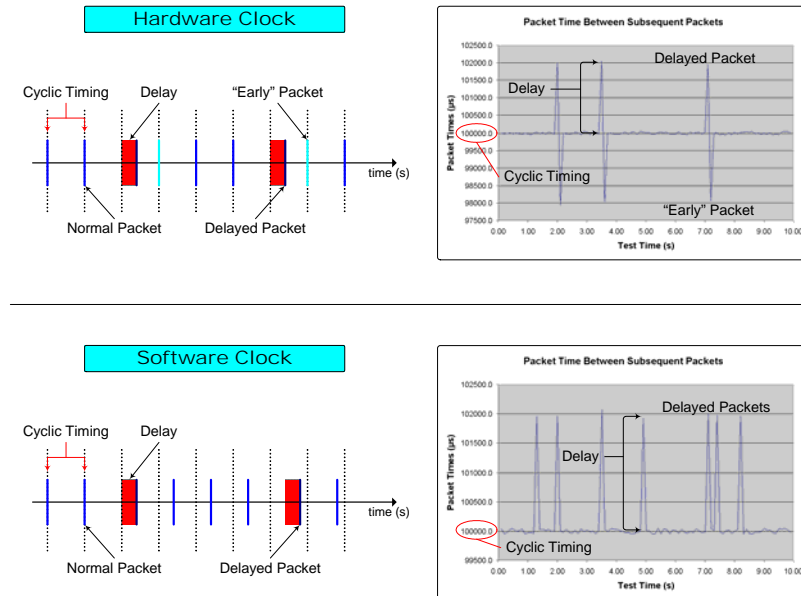 Hardware Clock
Cyclic Timing
Delay
“Early” Packet
time (s)
Normal Packet
Delayed Packet
Packet Time Between Subsequent Packets
Packet Times (µs)
102500.0
102000.0
101500.0
101000.0
100500.0
100000.0
99500.0
99000.0
98500.0
98000.0
97500.0
Delayed Packet
Delay
Cyclic Timing
“Early” Packet
0.00 1.00 2.00 3.00 4.00 5.00 6.00 7.00 8.00 9.00 10.00
Test Time (s)
Software Clock
Cyclic Timing
Delay
time (s)
Normal Packet
Delayed Packet
Packet Time Between Subsequent Packets
Packet Times (µs)
102500.0
102000.0
101500.0
101000.0
100500.0
100000.0
99500.0
Delayed Packets
Delay
Cyclic Timing
0.00 1.00 2.00 3.00 4.00 5.00 6.00 7.00 8.00 9.00 10.00
Test Time (s)